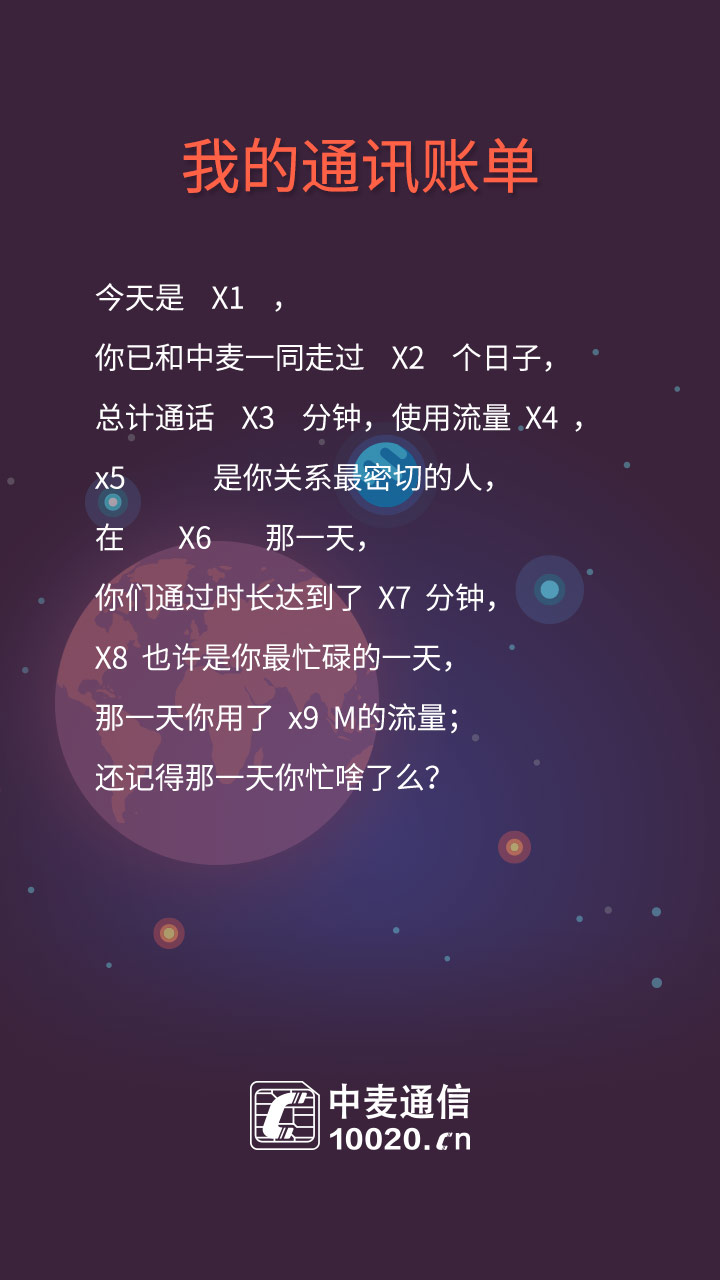 我的通讯账单
今天是 X1 ，
你已和中麦一同走过 X2 个日子，
总计通话 X3 分钟，使用流量 X4 ，
x5 是你关系最密切的人，
在 X6 那一天，
你们通过时长达到了 X7 分钟，
X8 也许是你最忙碌的一天，
那一天你用了 x9 M的流量；
还记得那一天你忙啥了么？
中麦通信
10020.cn